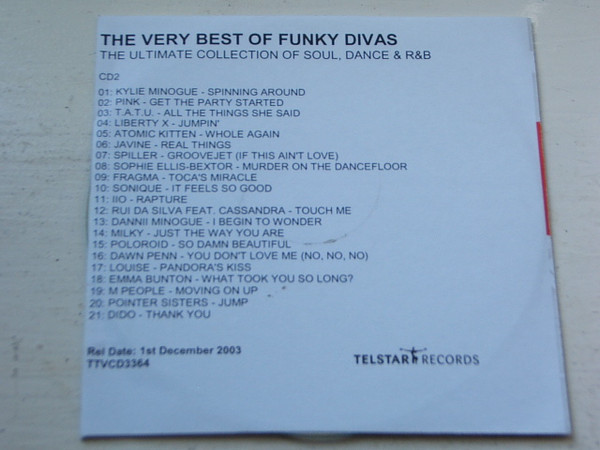 THE VERY BEST OF FUNKY DIVAS
THE ULTIMATE COLLECTION OF SOUL, DANCE & R&B
CD2
01: KYLIE MINOGUE - SPINNING AROUND
02: PINK - GET THE PARTY STARTED
03: T.A.T.U. - ALL THE THINGS SHE SAID
04: LIBERTY X - JUMPIN'
05: ATOMIC KITTEN - WHOLE AGAIN
06: JAVINE - REAL THINGS
07: SPILLER - GROOVEJET (IF THIS AIN'T LOVE)
08: SOPHIE ELLIS-BEXTOR - MURDER ON THE DANCEFLOOR
09: FRAGMA - TOCA'S MIRACLE
10: SONIQUE - IT FEELS SO GOOD
11: IIO - RAPTURE
12: RUI DA SILVA FEAT. CASSANDRA - TOUCH ME
13: DANNII MINOGUE - I BEGIN TO WONDER
14: MILKY - JUST THE WAY YOU ARE
15: POLOROID - SO DAMN BEAUTIFUL
16: DAWN PENN - YOU DON'T LOVE ME (NO, NO, NO)
17: LOUISE - PANDORA'S KISS
18: EMMA BUNTON - WHAT TOOK YOU SO LONG?
19: M PEOPLE - MOVING ON UP
20: POINTER SISTERS - JUMP
21: DIDO - THANK YOU
Rel Date: 1st December 2003
TTVCD3364
TELSTAR RECORDS